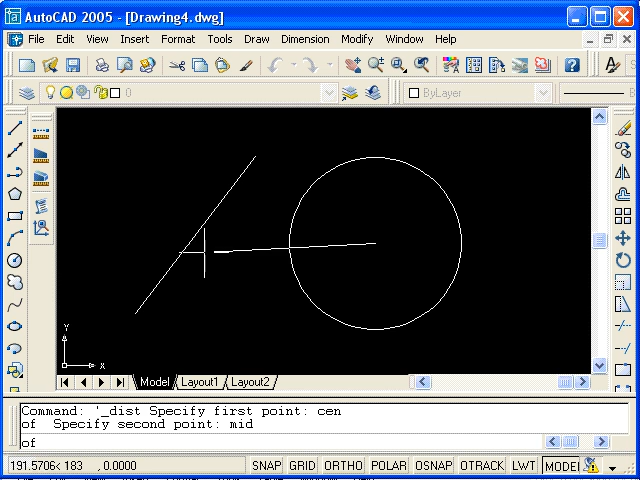 AutoCAD 2005 - [Drawing4.dwg]
File Edit View Insert Format Tools Draw Dimension Modify Window Help
0 ByLayer
Y
X
Model Layout1 Layout2
Command: '_dist Specify first point: cen
of Specify second point: mid
of
191.5706< 183 , 0.0000 SNAP GRID ORTHO POLAR OSNAP OTRACK LWT MODEL